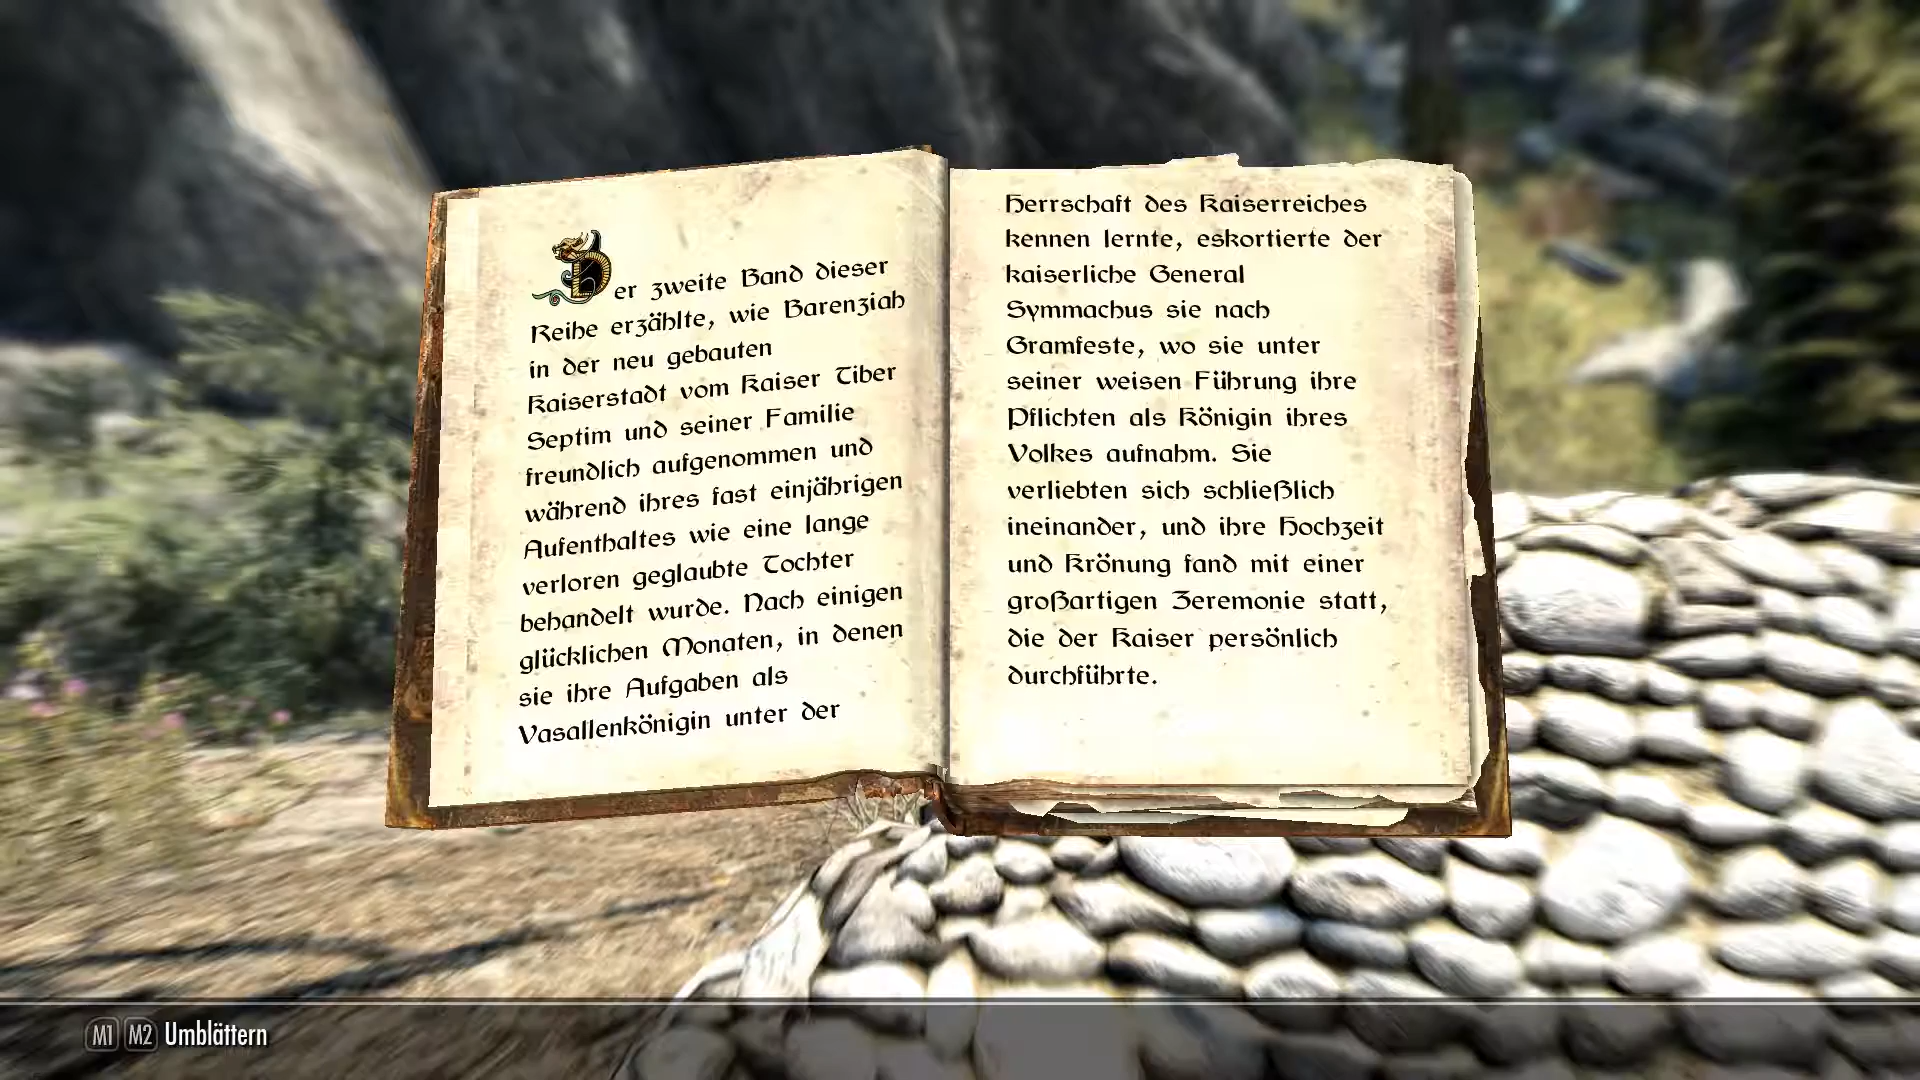 Der zweite Band dieser
Reihe erzählte, wie Barenziah
in der neu gebauten
Kaiserstadt vom Kaiser Tiber
Septim und seiner Familie
freundlich aufgenommen und
während ihres fast einjährigen
Aufenthaltes wie eine lange
verloren geglaubte Tochter
behandelt wurde. Nach einigen
glücklichen Monaten, in denen
sie ihre Aufgaben als
Vasallenkönigin unter der
Herrschaft des Kaiserreiches
kennen lernte, eskortierte der
kaiserliche General
Symmachus sie nach
Gramfeste, wo sie unter
seiner weisen Führung ihre
Pflichten als Königin ihres
Volkes aufnahm. Sie
verliebten sich schließlich
ineinander, und ihre Hochzeit
und Krönung fand mit einer
großartigen Zeremonie statt,
die der Kaiser persönlich
durchführte.
M1 M2 Umblättern